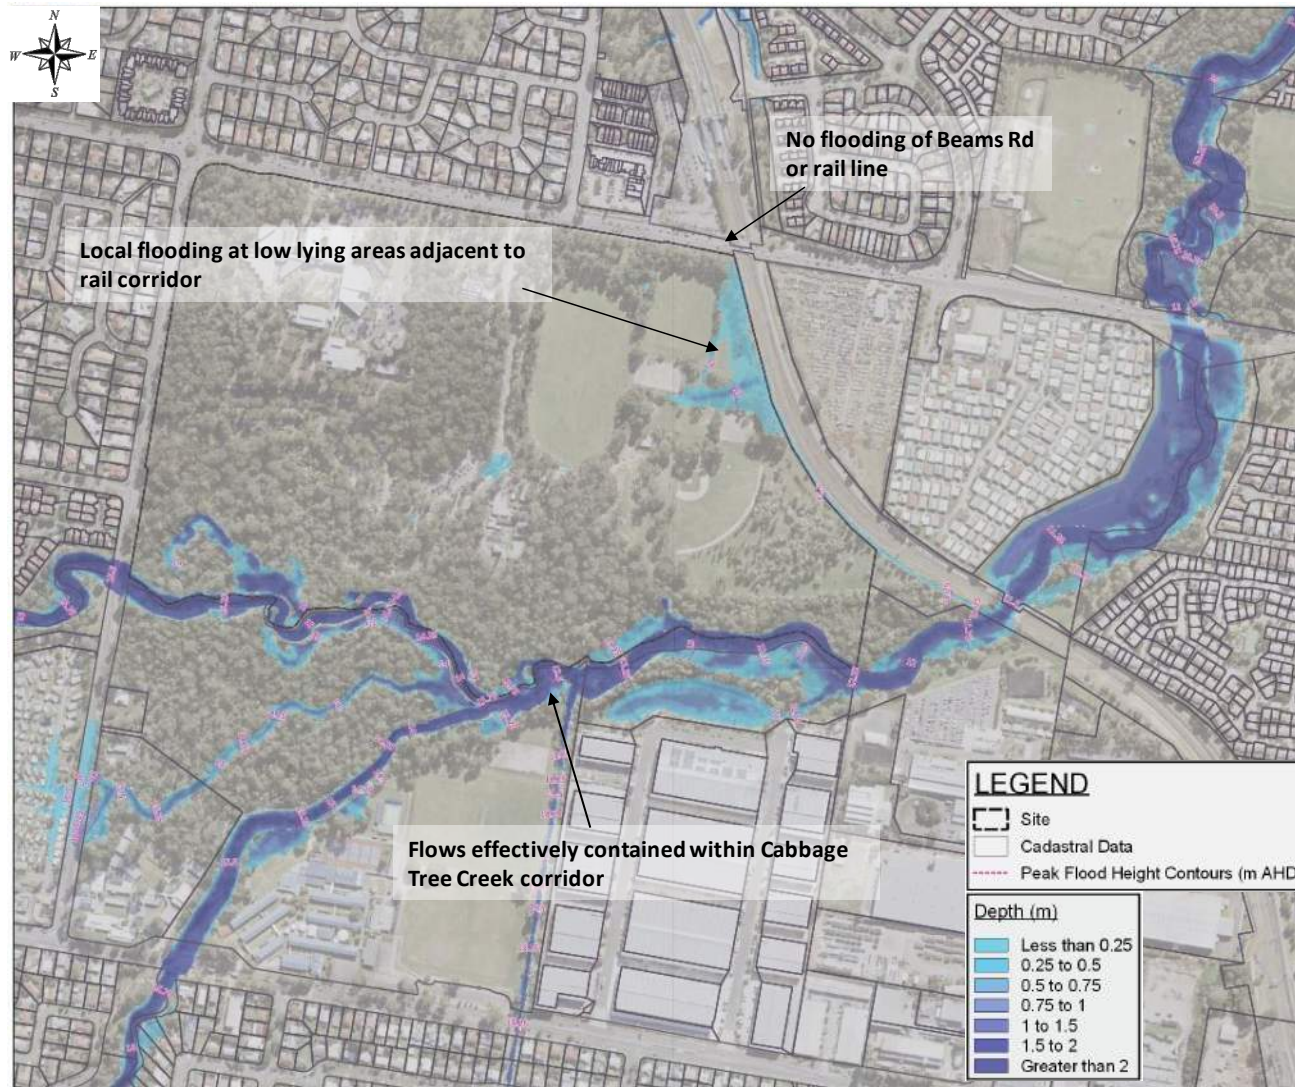 N
W
E
S
No flooding of Beams Rd
or rail line
Local flooding at low lying areas adjacent to
rail corridor
Flows effectively contained within Cabbage
Tree Creek corridor
LEGEND
Site
Cadastral Data
Peak Flood Height Contours (m AHD
Depth (m)
Less than 0.25
0.25 to 0.5
0.5 to 0.75
0.75 to 1
1 to 1.5
1.5 to 2
Greater than 2